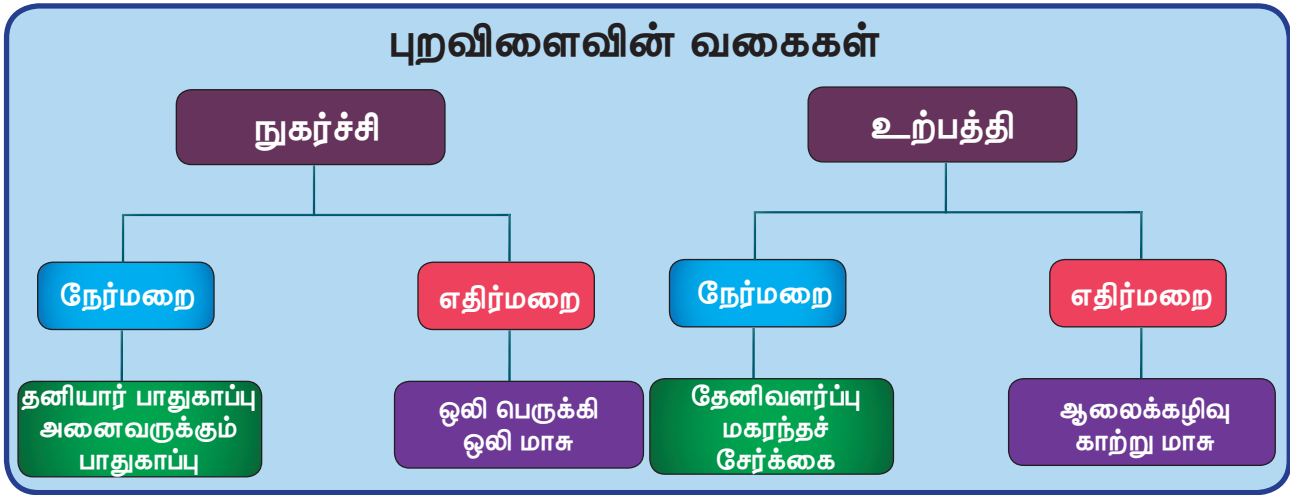 புறவிளைவின் வகைகள்
நுகர்ச்சி
உற்பத்தி
நேர்மறை
எதிர்மறை
நேர்மறை
எதிர்மறை
தனியார் பாதுகாப்பு
அனைவருக்கும்
பாதுகாப்பு
ஒலி பெருக்கி
ஒலி மாசு
தேனிவளர்ப்பு
மகரந்தச்
சேர்க்கை
ஆலைக்கழிவு
காற்று மாசு